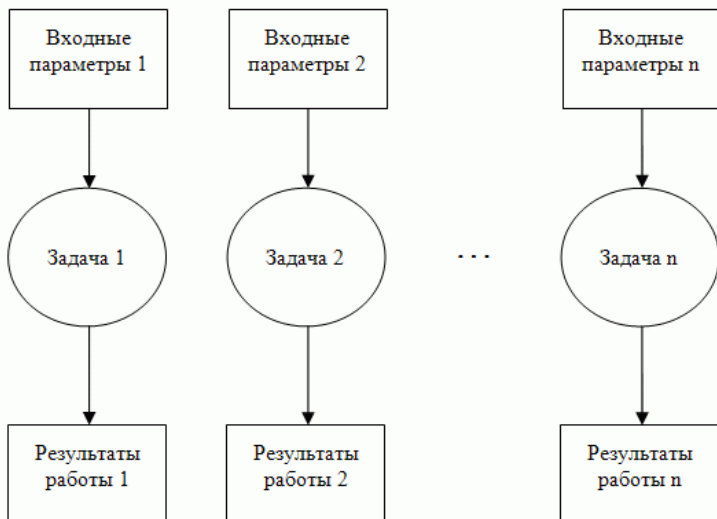 Входные
параметры 1
Входные
параметры 2
Входные
параметры n
Задача 1
Задача 2
. . .
Задача n
Результаты
работы 1
Результаты
работы 2
Результаты
работы n